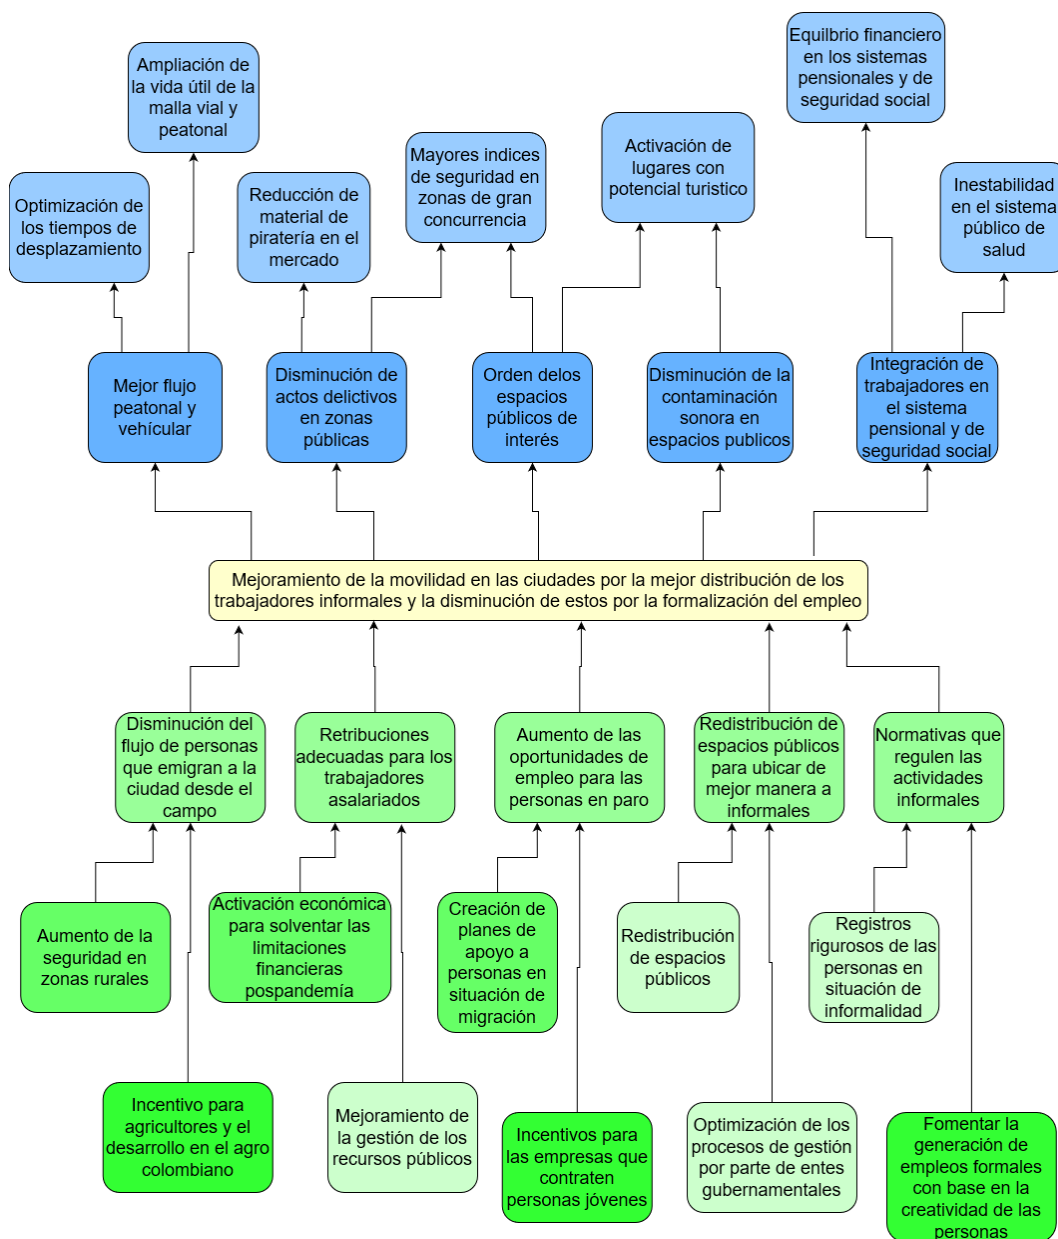 Equilbrio financiero
en los sistemas
pensionales y de
seguridad social
Ampliación de
la vida útil de la
malla vial y
peatonal
Mayores indices
de seguridad en
zonas de gran
concurrencia
Activación de
lugares con
potencial turistico
Optimización de
los tiempos de
desplazamiento
Reducción de
material de
piratería en el
mercado
Inestabilidad
en el sistema
público de
salud
Mejor flujo
peatonal y
vehícular
Disminución de
actos delictivos
en zonas
públicas
Orden delos
espacios
públicos de
interés
Disminución de la
contaminación
sonora en
espacios publicos
Integración de
trabajadores en
el sistema
pensional y de
seguridad social
Mejoramiento de la movilidad en las ciudades por la mejor distribución de los
trabajadores informales y la disminución de estos por la formalización del empleo
Disminución del
flujo de personas
que emigran a la
ciudad desde el
campo
Retribuciones
adecuadas para los
trabajadores
asalariados
Aumento de las
oportunidades de
empleo para las
personas en paro
Redistribución de
espacios públicos
para ubicar de
mejor manera a
informales
Normativas que
regulen las
actividades
informales
Aumento de la
seguridad en
zonas rurales
Activación económica
para solventar las
limitaciones
financieras
pospandemía
Creación de
planes de
apoyo a
personas en
situación de
migración
Redistribución
de espacios
públicos
Registros
rigurosos de las
personas en
situación de
informalidad
Incentivo para
agricultores y el
desarrollo en el agro
colombiano
Mejoramiento de
la gestión de los
recursos públicos
Incentivos para
las empresas que
contraten
personas jóvenes
Optimización de los
procesos de gestión
por parte de entes
gubernamentales
Fomentar la
generación de
empleos formales
con base en la
creatividad de las
personas